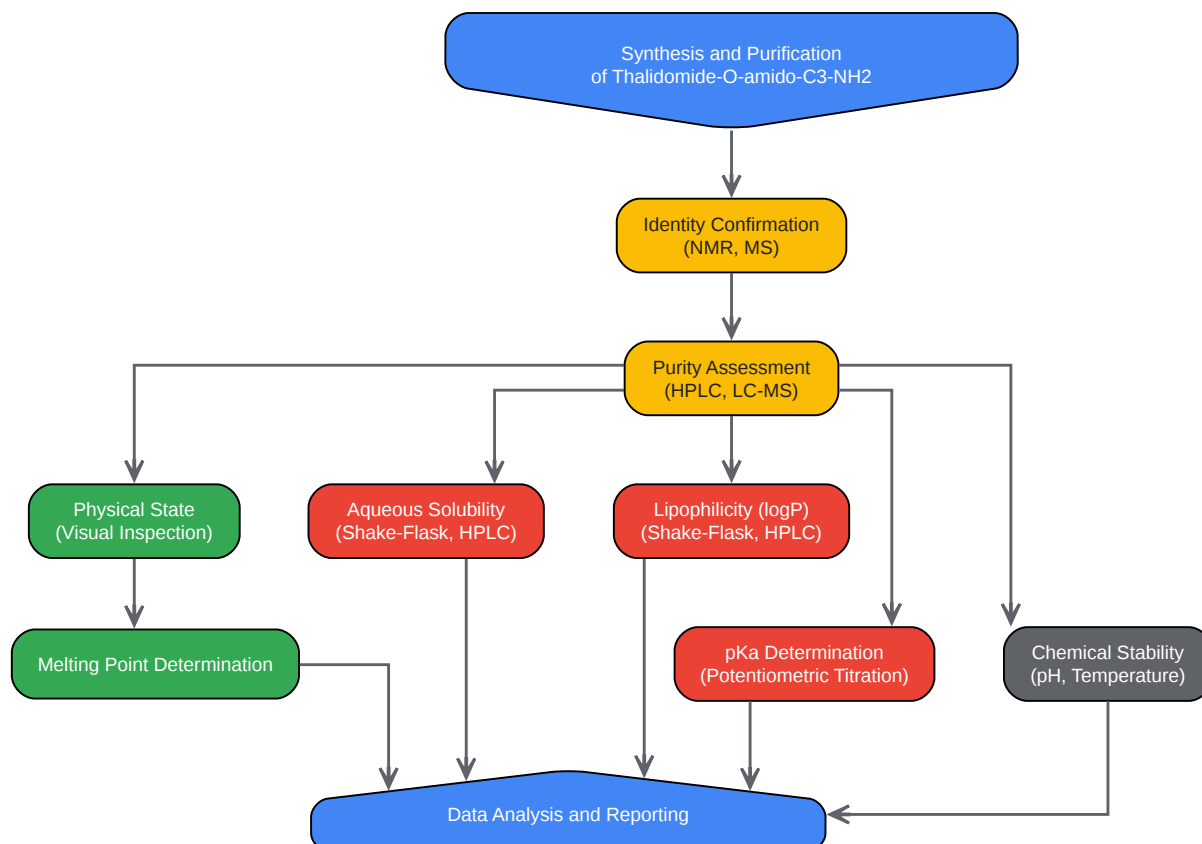 Synthesis and Purification
of Thalidomide-O-amido-C3-NH2
Identity Confirmation
(NMR, MS)
Purity Assessment
(HPLC, LC-MS)
Physical State
(Visual Inspection)
Aqueous Solubility
(Shake-Flask, HPLC)
Lipophilicity (logP)
(Shake-Flask, HPLC)
Melting Point Determination
pKa Determination
(Potentiometric Titration)
Chemical Stability
(pH, Temperature)
Data Analysis and Reporting